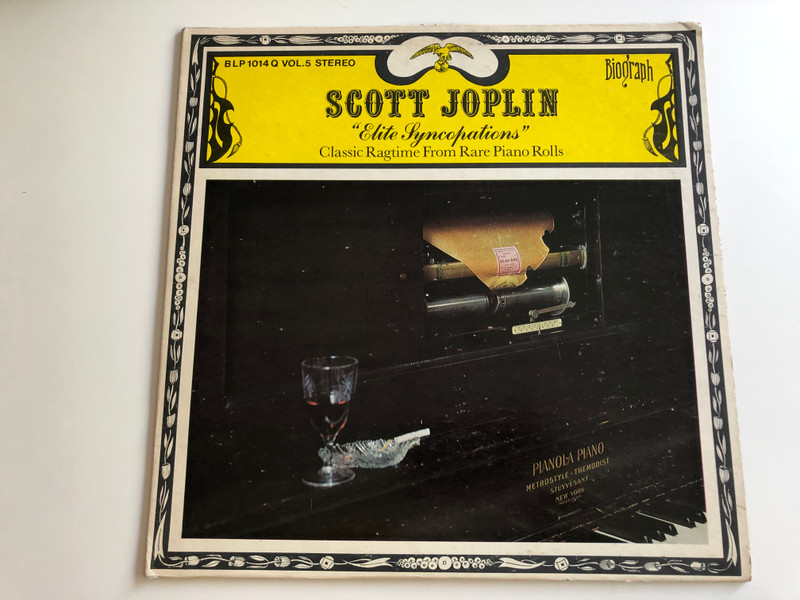 BLP 1014 Q VOL.5 STEREO
Biograph
SCOTT JOPLIN
"Elite Syncopations"
Classic Ragtime From Rare Piano Rolls
PIANOLA PIANO
METROSTYLE - THEMODIST
STUYVESANT
NEW YORK